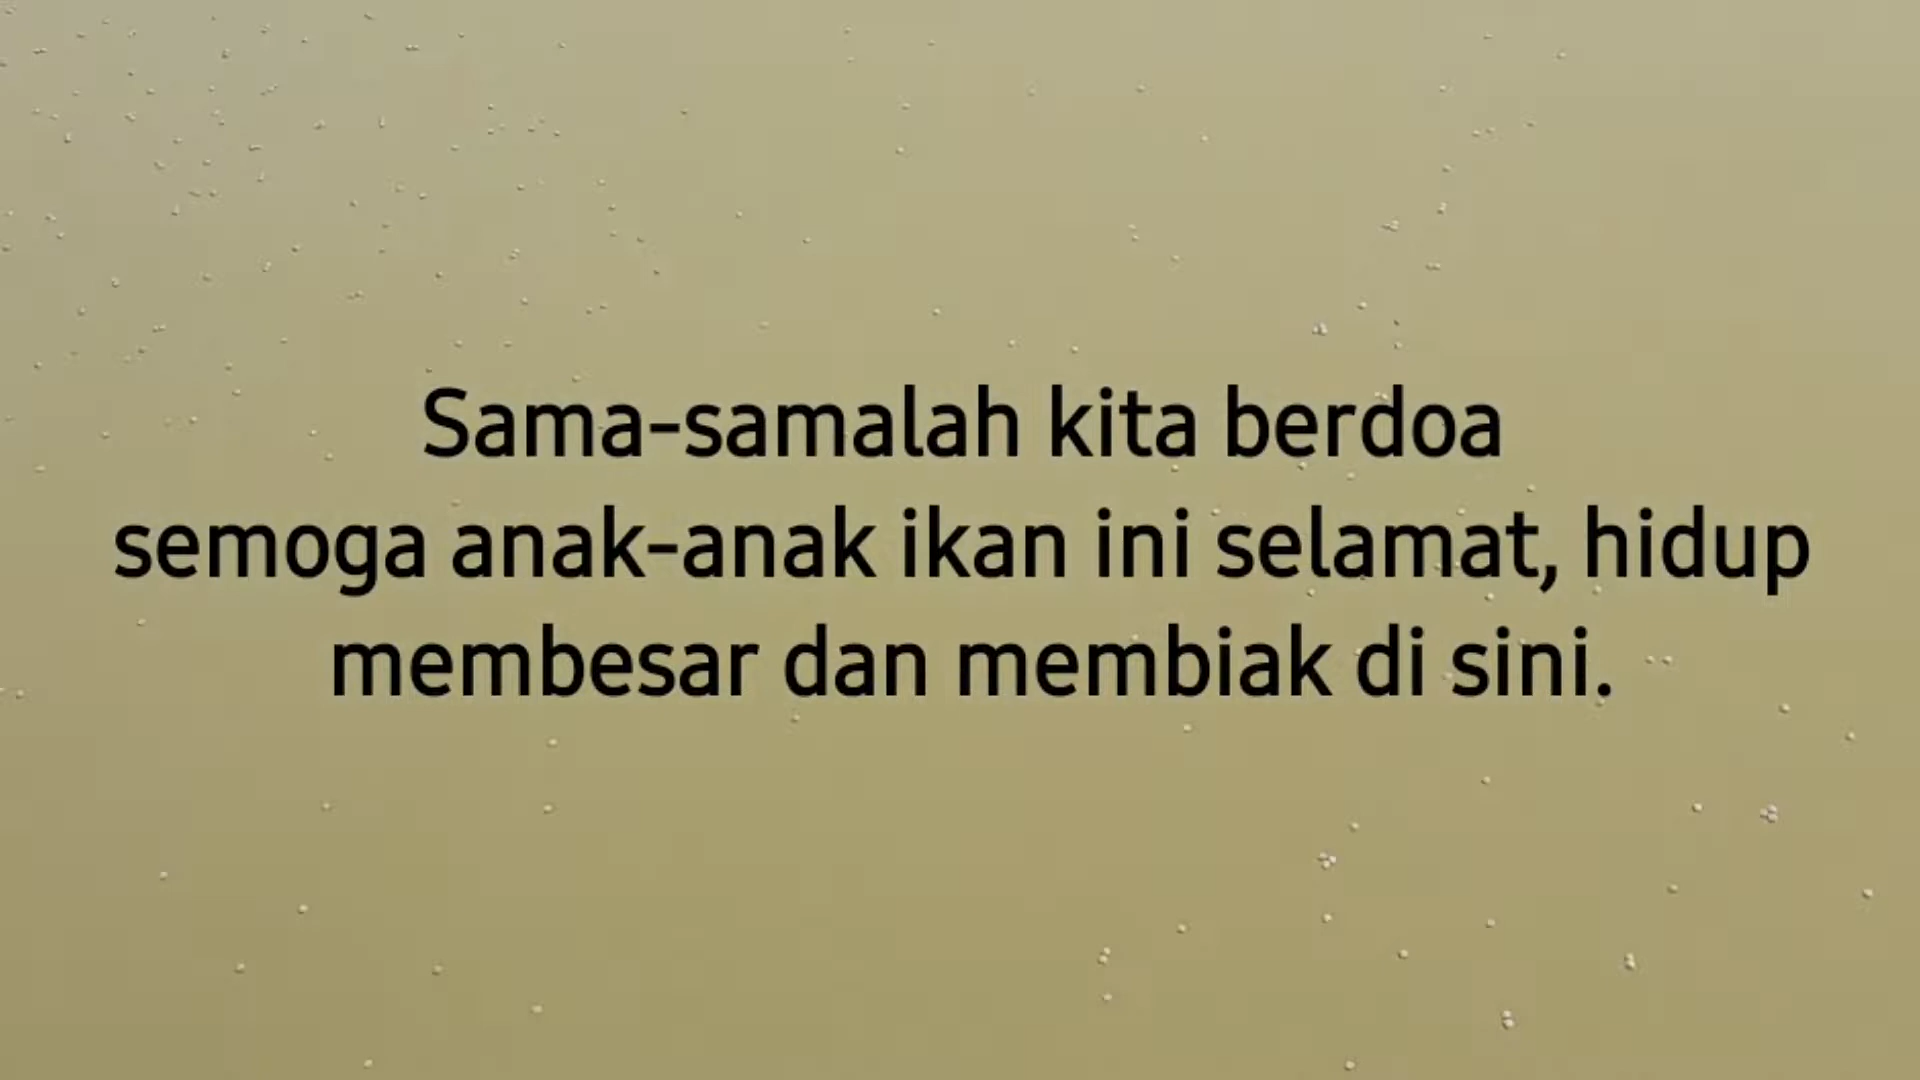 Sama-samalah kita berdoa
semoga anak-anak ikan ini selamat, hidup
membesar dan membiak di sini.